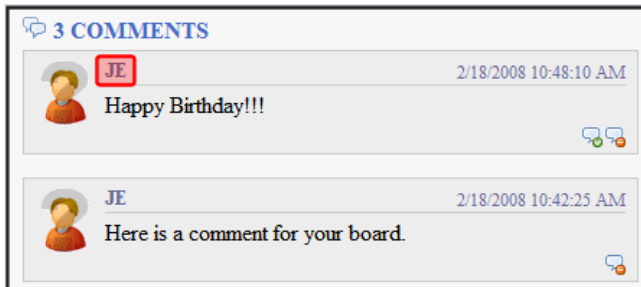 3 COMMENTS
JE 2/18/2008 10:48:10 AM
Happy Birthday!!!
JE 2/18/2008 10:42:25 AM
Here is a comment for your board.